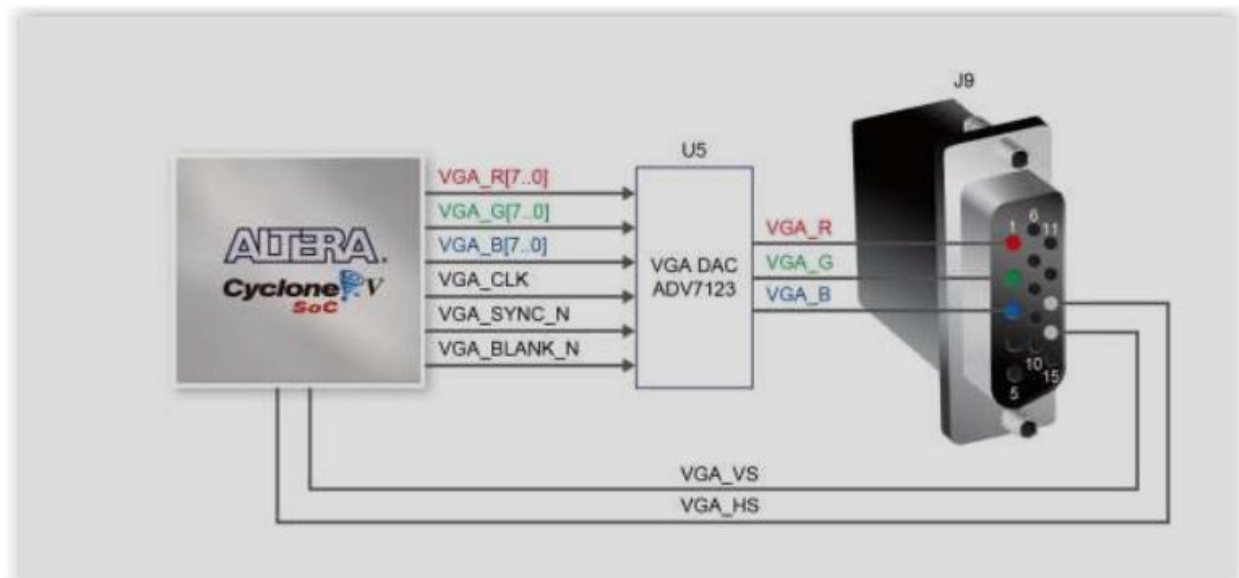 J9
U5
VGA_R[7..0]
VGA_G[7..0]
VGA_B[7..0]
VGA_CLK
VGA_SYNC_N
VGA_BLANK_N
ALTERA.
Cyclone V
SoC
VGA DAC
ADV7123
VGA_R
VGA_G
VGA_B
1
6
11
10
15
5
VGA_VS
VGA_HS